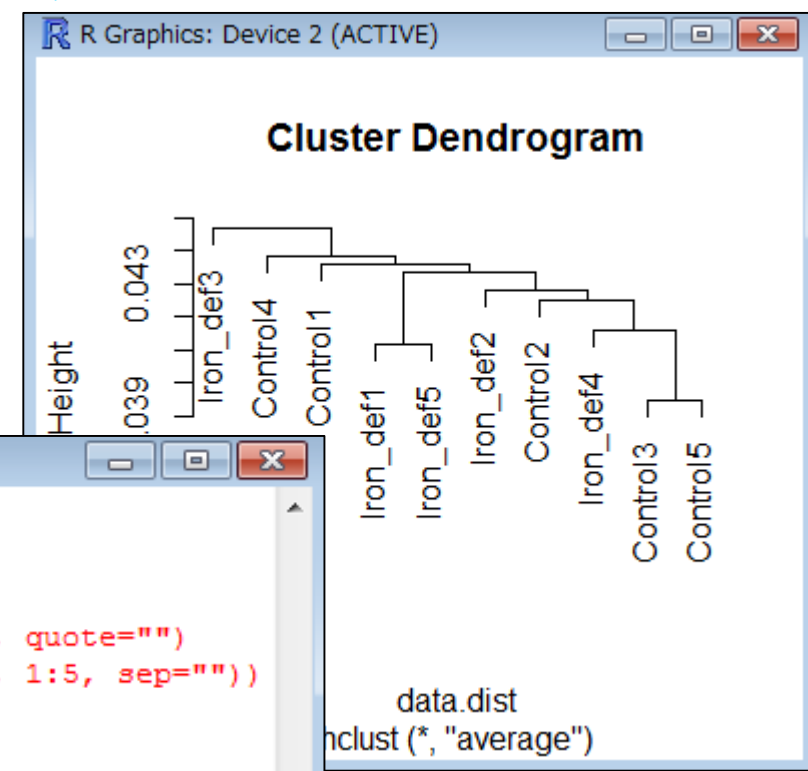 R Graphics: Device 2 (ACTIVE)
Cluster Dendrogram
Height
0.043
.039
Iron_def3
Control4
Control1
Iron_def1
Iron_def5
Iron_def2
Control2
Iron_def4
Control3
Control5
quote="")
1:5, sep=""))
data.dist
hclust (*, "average")